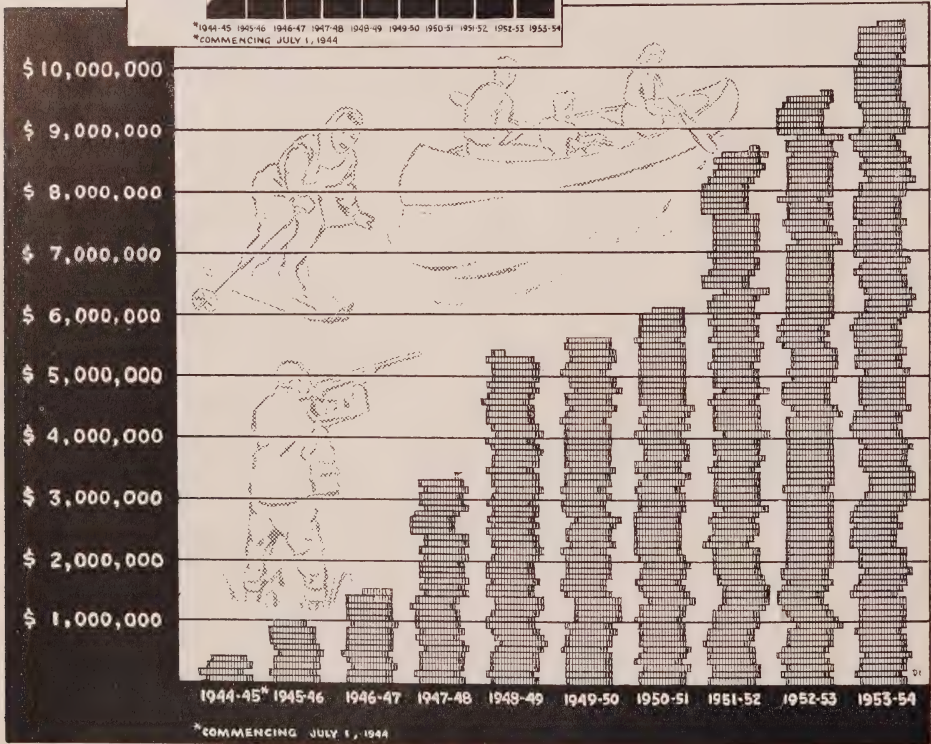 *1944-45 1945-46 1946-47 1947-48 1948-49 1949-50 1950-51 1951-52 1952-53 1953-54
*COMMENCING JULY 1, 1944
$ 10,000,000
$ 9,000,000
$ 8,000,000
$ 7,000,000
$ 6,000,000
$ 5,000,000
$ 4,000,000
$ 3,000,000
$ 2,000,000
$ 1,000,000
1944-45* 1945-46 1946-47 1947-48 1948-49 1949-50 1950-51 1951-52 1952-53 1953-54
*COMMENCING JULY 1, 1944